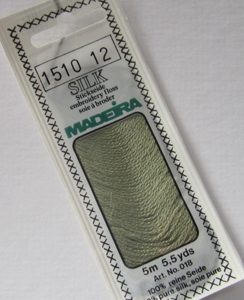 1510 12
SILK
Stickseide
embroidery floss
soie à broder
MADEIRA
5m 5,5yds
Art. No. 018
100% reine Seide
pure silk, soie pure